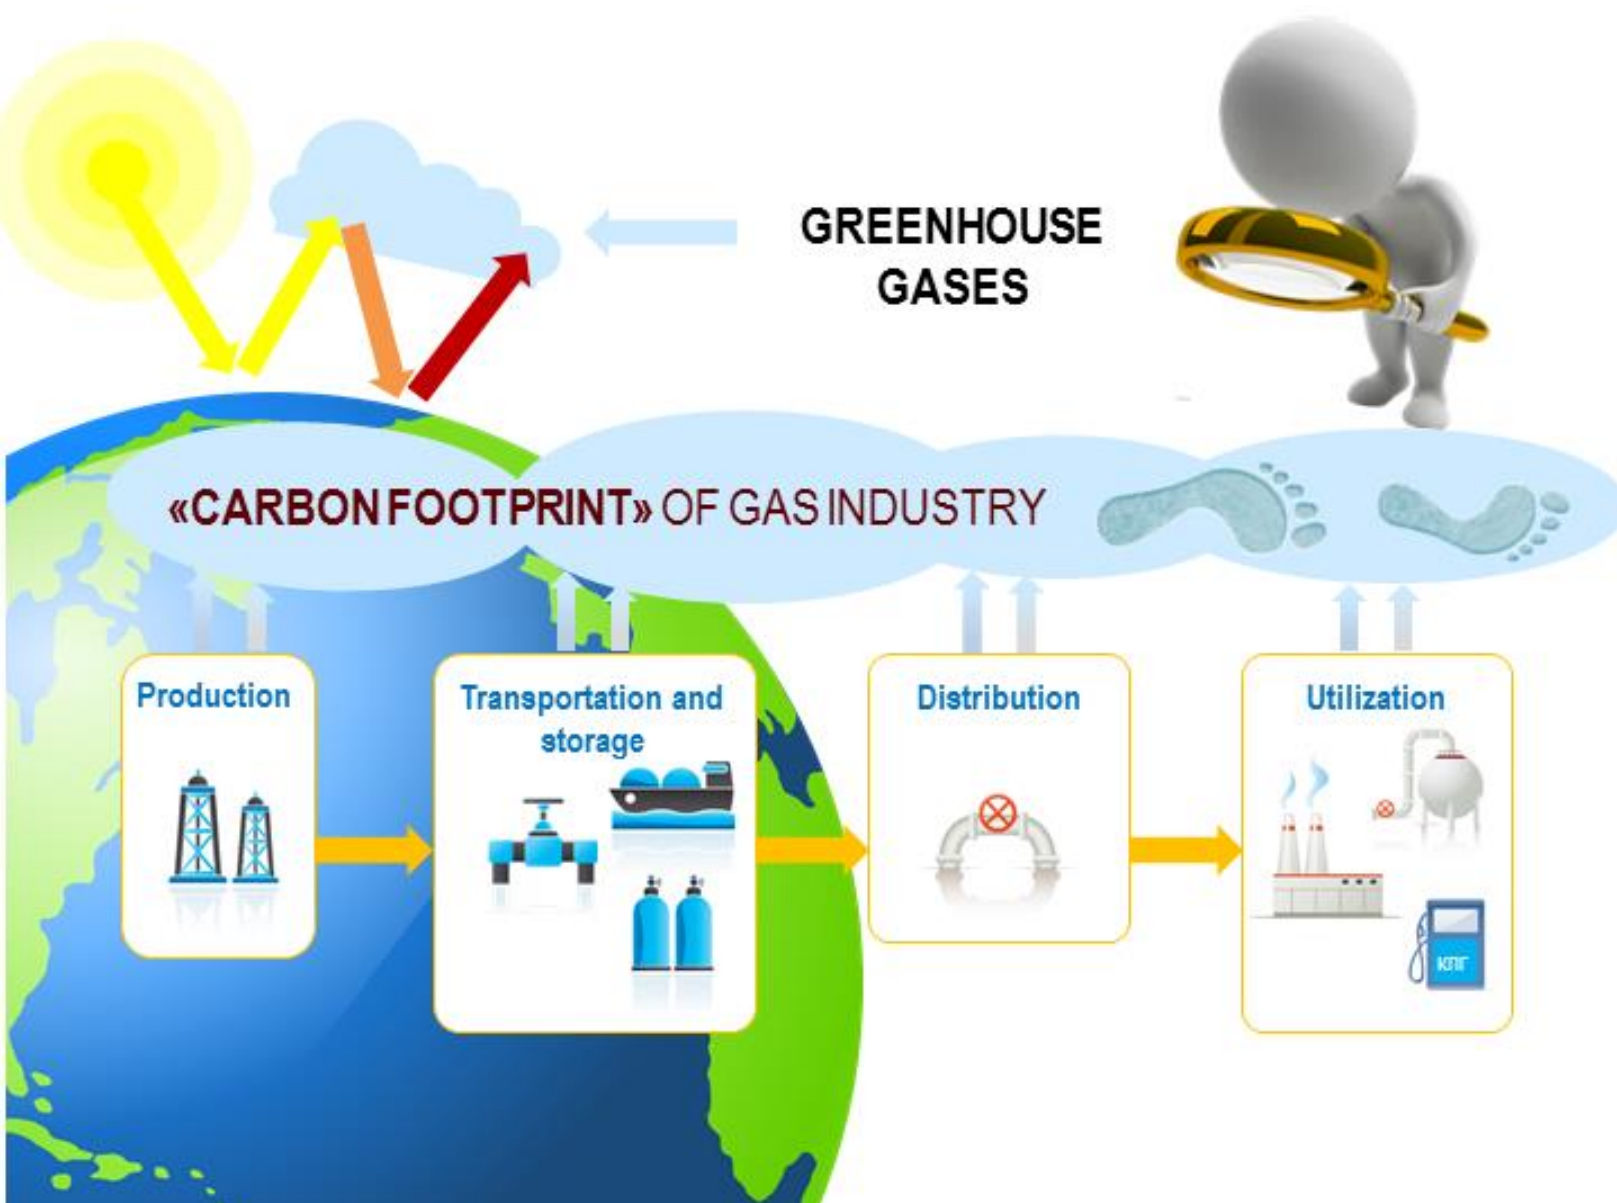 GREENHOUSE
GASES
«CARBON FOOTPRINT» OF GAS INDUSTRY
Production
Transportation and
storage
Distribution
Utilization
КПГ